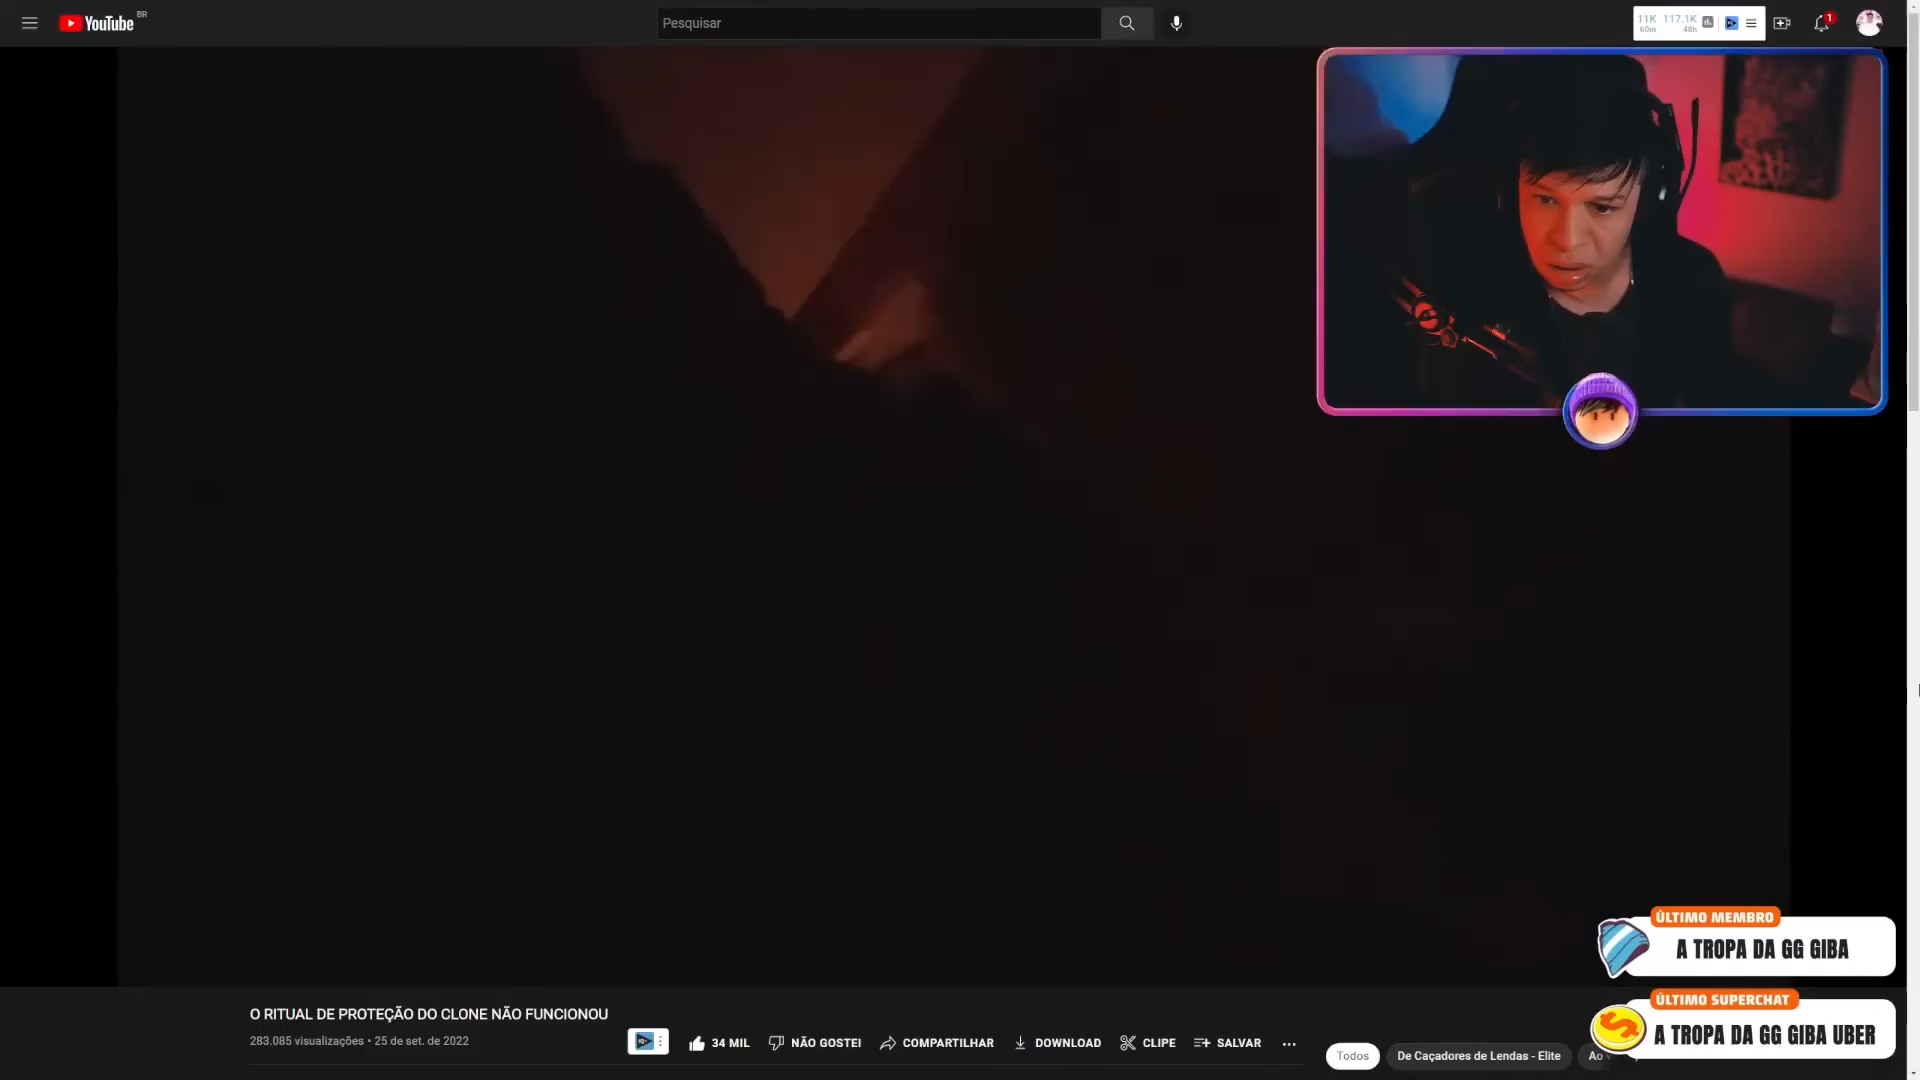 YouTube BR
Pesquisar
11K 117.1K
60m 48h
1
ÚLTIMO MEMBRO
A TROPA DA GG GIBA
ÚLTIMO SUPERCHAT
A TROPA DA GG GIBA UBER
O RITUAL DE PROTEÇÃO DO CLONE NÃO FUNCIONOU
283.085 visualizações • 25 de set. de 2022
34 MIL NÃO GOSTEI COMPARTILHAR DOWNLOAD CLIPE SALVAR ...
Todos De Caçadores de Lendas - Elite